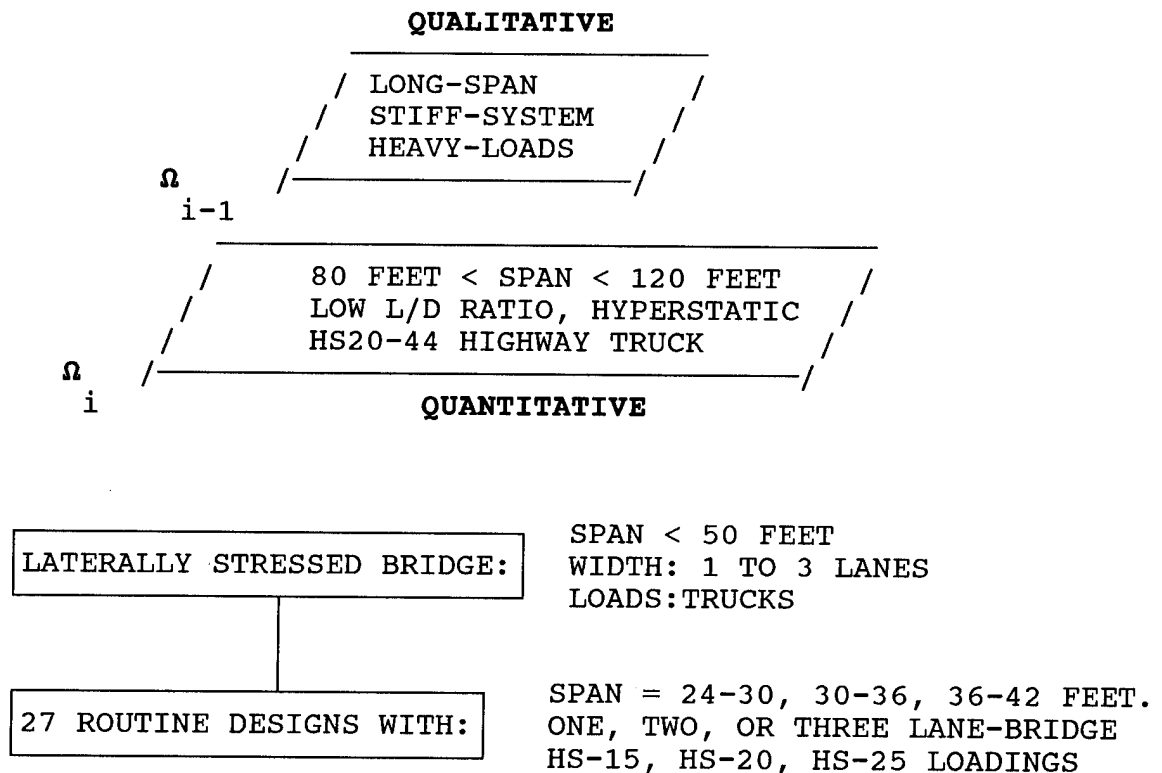 QUALITATIVE
LONG-SPAN
STIFF-SYSTEM
HEAVY-LOADS
Ω
i-1
80 FEET < SPAN < 120 FEET
LOW L/D RATIO, HYPERSTATIC
HS20-44 HIGHWAY TRUCK
Ω
i
QUANTITATIVE
LATERALLY STRESSED BRIDGE:
SPAN < 50 FEET
WIDTH: 1 TO 3 LANES
LOADS:TRUCKS
27 ROUTINE DESIGNS WITH:
SPAN = 24-30, 30-36, 36-42 FEET.
ONE, TWO, OR THREE LANE-BRIDGE
HS-15, HS-20, HS-25 LOADINGS